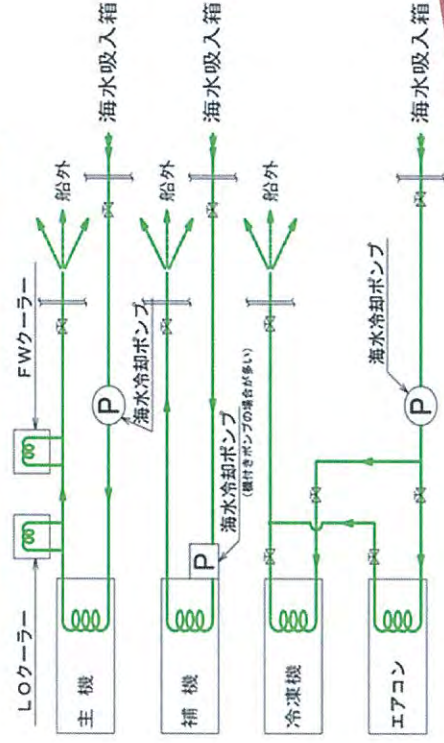 LOクーラー
FWクーラー
主機
海水冷却ポンプ
P
船外
海水吸入箱
補機
P
海水冷却ポンプ
(機付きポンプの場合が多い)
船外
海水吸入箱
冷凍機
船外
エアコン
P
海水冷却ポンプ
海水吸入箱